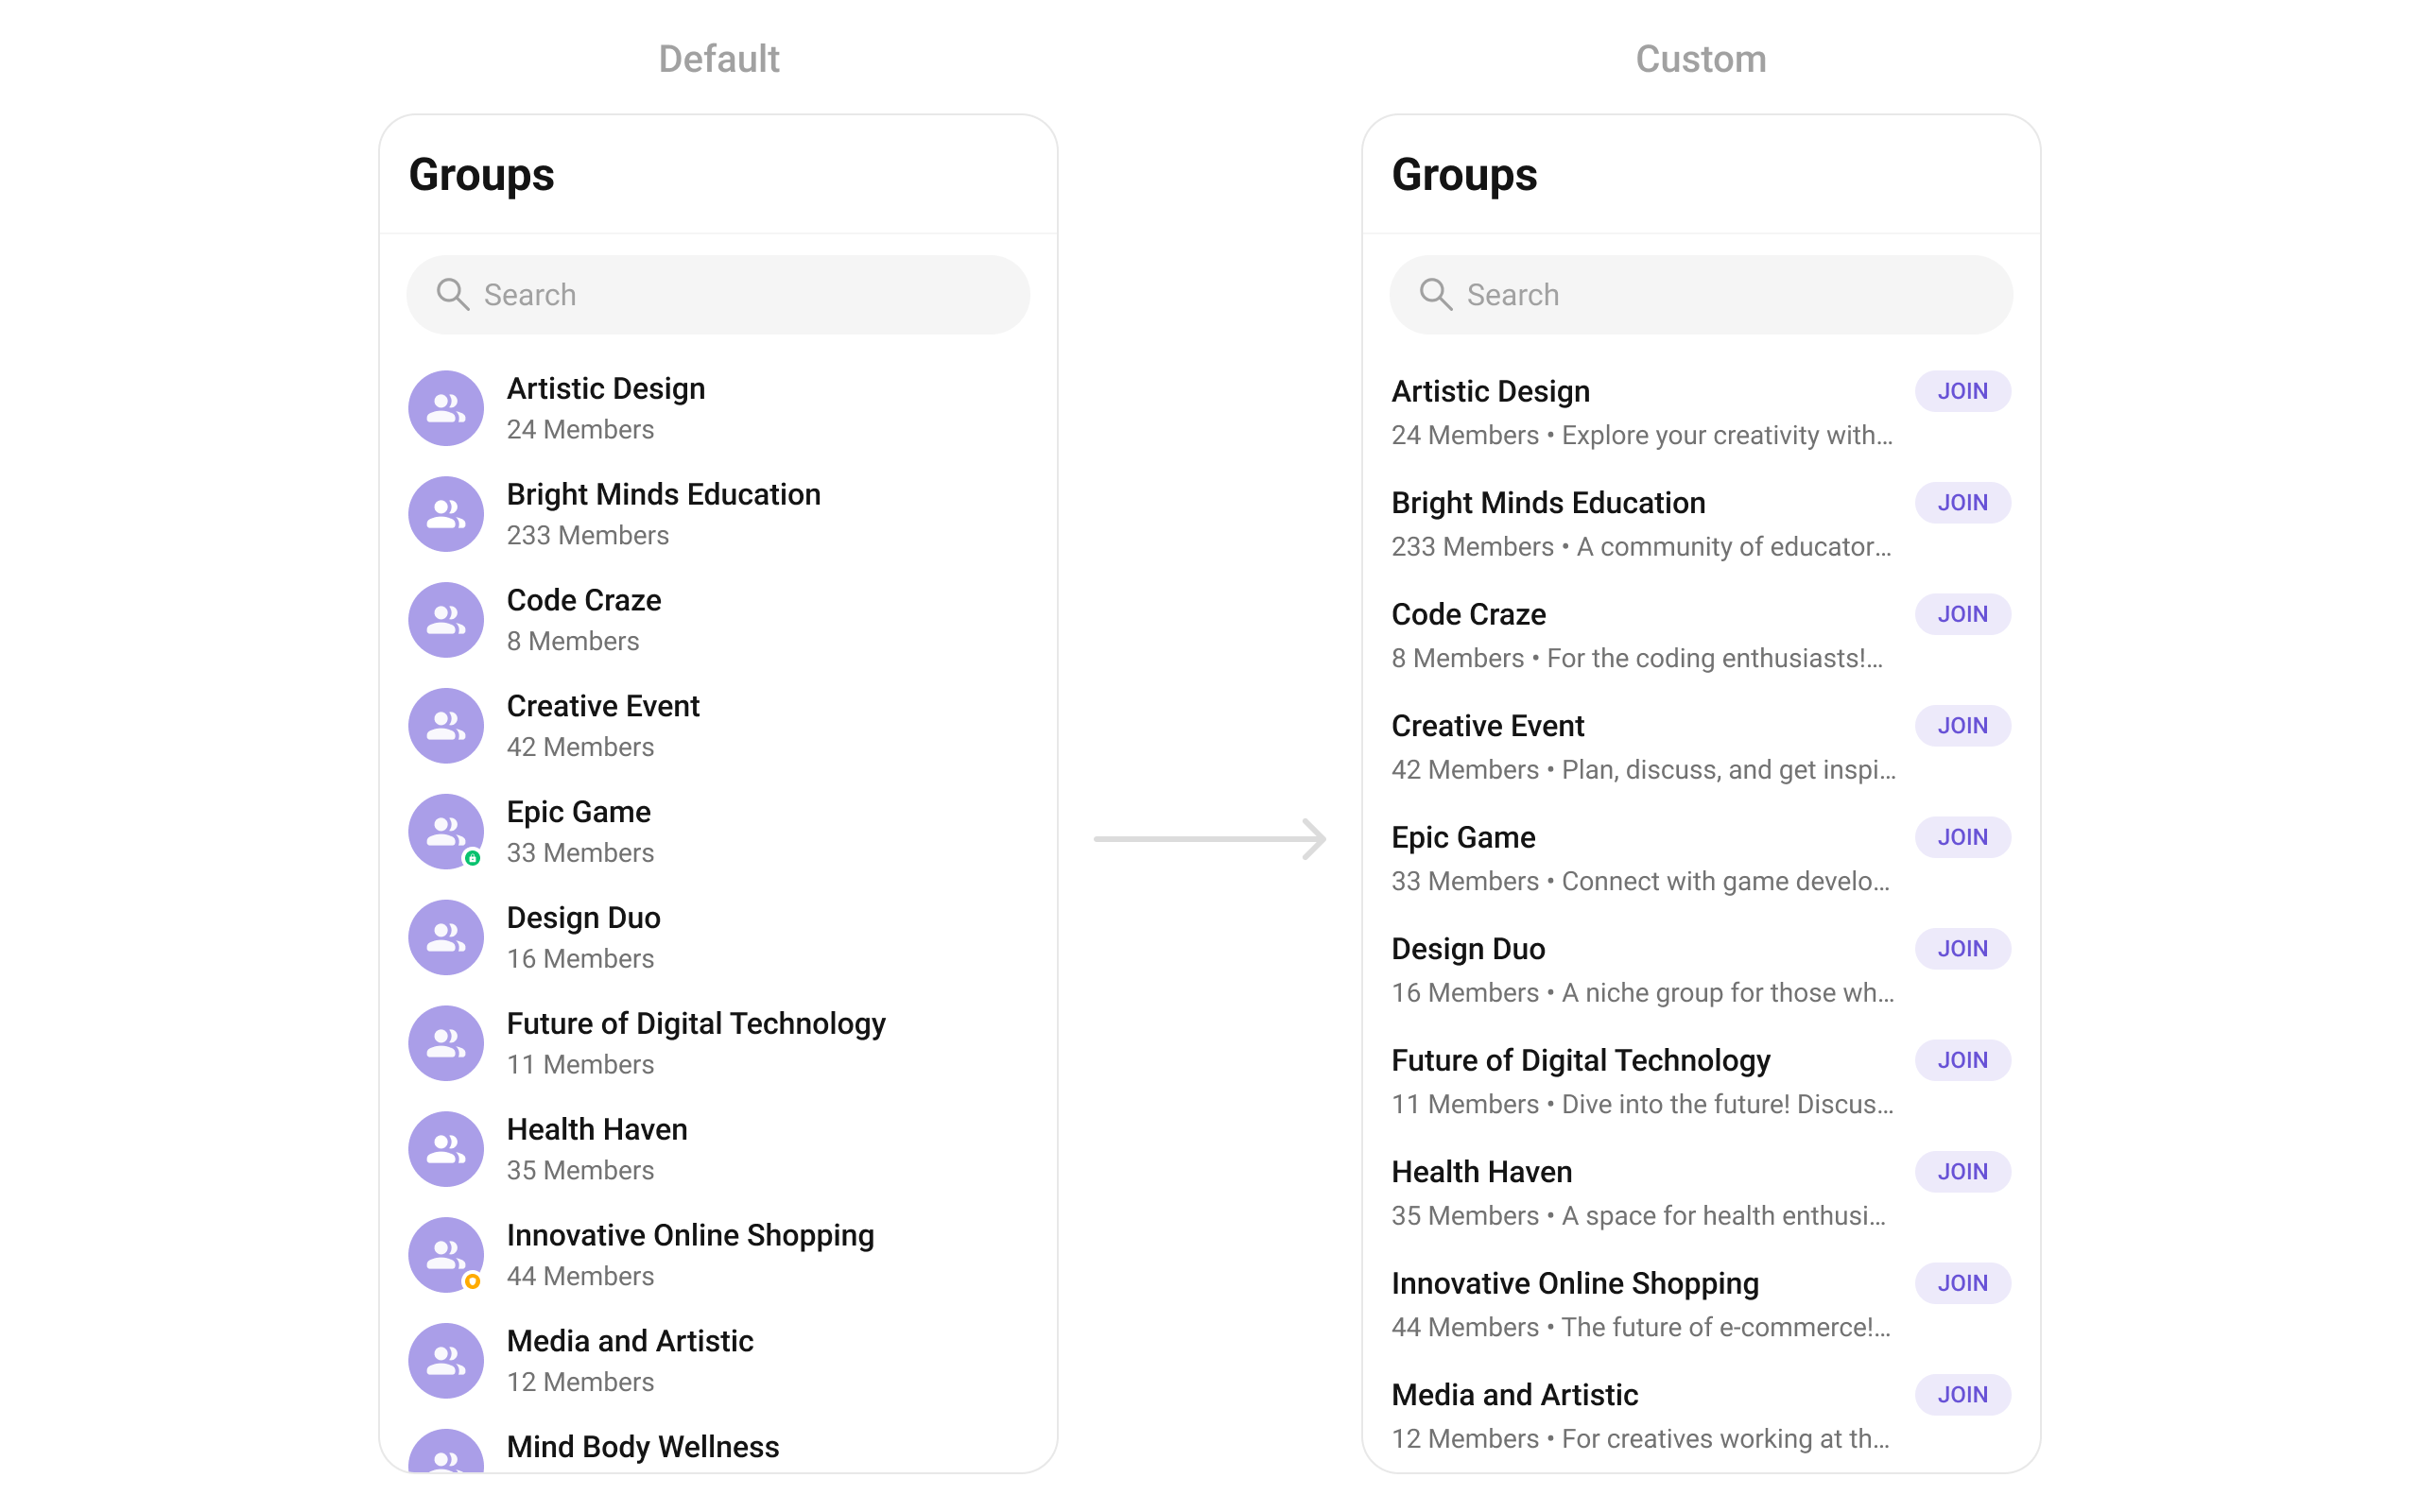 Default
Groups
Search
Artistic Design
24 Members
Bright Minds Education
233 Members
Code Craze
8 Members
Creative Event
42 Members
Epic Game
33 Members
Design Duo
16 Members
Future of Digital Technology
11 Members
Health Haven
35 Members
Innovative Online Shopping
44 Members
Media and Artistic
12 Members
Mind Body Wellness
Custom
Groups
Search
Artistic Design JOIN
24 Members • Explore your creativity with...
Bright Minds Education JOIN
233 Members • A community of educator...
Code Craze JOIN
8 Members • For the coding enthusiasts!...
Creative Event JOIN
42 Members • Plan, discuss, and get inspi...
Epic Game JOIN
33 Members • Connect with game develo...
Design Duo JOIN
16 Members • A niche group for those wh...
Future of Digital Technology JOIN
11 Members • Dive into the future! Discus...
Health Haven JOIN
35 Members • A space for health enthusi...
Innovative Online Shopping JOIN
44 Members • The future of e-commerce!...
Media and Artistic JOIN
12 Members • For creatives working at th...